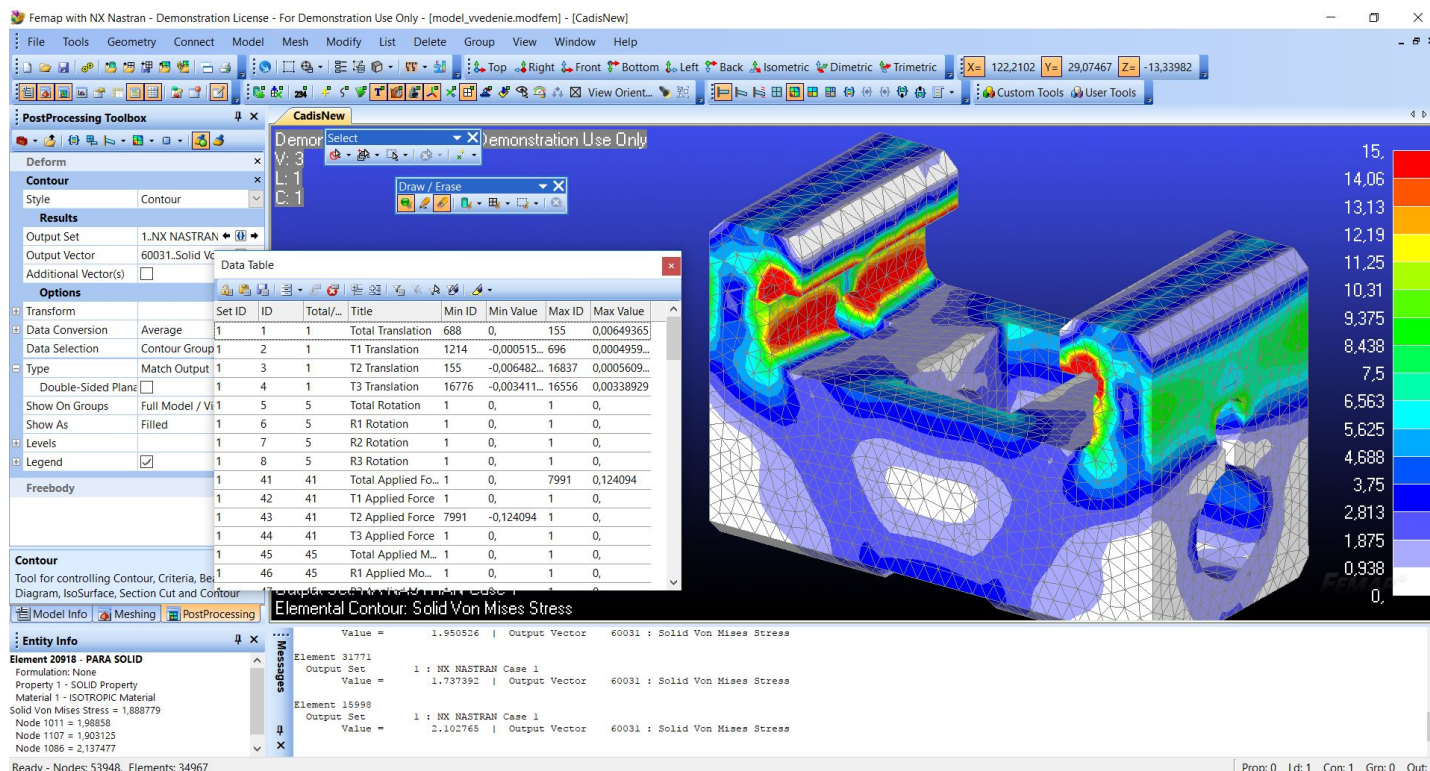 Femap with NX Nastran - Demonstration License - For Demonstration Use Only - [model_vvedenie.modfem] - [CadisNew]
File Tools Geometry Connect Model Mesh Modify List Delete Group View Window Help
Top Right Front Bottom Left Back Isometric Dimetric Trimetric X= 122,2102 Y= 29,07467 Z= -13,33982
View Orient... Custom Tools User Tools
PostProcessing Toolbox
Deform
Contour
Style Contour
Results
Output Set 1..NX NASTRAN
Output Vector 60031..Solid Vo
Additional Vector(s)
Options
Transform
Data Conversion Average
Data Selection Contour Group
Type Match Output
Double-Sided Plana
Show On Groups Full Model / Vi
Show As Filled
Levels
Legend
Freebody
Contour
Tool for controlling Contour, Criteria, Be
Diagram, IsoSurface, Section Cut and Contour
Model Info Meshing PostProcessing
Entity Info
Element 20918 - PARA SOLID
Formulation: None
Property 1 - SOLID Property
Material 1 - ISOTROPIC Material
Solid Von Mises Stress = 1,888779
Node 1011 = 1,98858
Node 1107 = 1,903125
Node 1086 = 2,137477
CadisNew
Demon
Demonstration Use Only
V: 3
L: 1
C: 1
Select
Draw / Erase
Data Table
Set ID ID Total/... Title Min ID Min Value Max ID Max Value
1 1 1 Total Translation 688 0, 155 0,00649365
1 2 1 T1 Translation 1214 -0,000515... 696 0,0004959...
1 3 1 T2 Translation 155 -0,006482... 16837 0,0005609...
1 4 1 T3 Translation 16776 -0,003411... 16556 0,00338929
1 5 5 Total Rotation 1 0, 1 0,
1 6 5 R1 Rotation 1 0, 1 0,
1 7 5 R2 Rotation 1 0, 1 0,
1 8 5 R3 Rotation 1 0, 1 0,
1 41 41 Total Applied Fo... 1 0, 7991 0,124094
1 42 41 T1 Applied Force 1 0, 1 0,
1 43 41 T2 Applied Force 7991 -0,124094 1 0,
1 44 41 T3 Applied Force 1 0, 1 0,
1 45 45 Total Applied M... 1 0, 1 0,
1 46 45 R1 Applied Mo... 1 0, 1 0,
Elemental Contour: Solid Von Mises Stress
15,
14,06
13,13
12,19
11,25
10,31
9,375
8,438
7,5
6,563
5,625
4,688
3,75
2,813
1,875
0,938
0,
FEMAP
Messages
Value = 1.950526 | Output Vector 60031 : Solid Von Mises Stress
Element 31771
Output Set 1 : NX NASTRAN Case 1
Value = 1.737392 | Output Vector 60031 : Solid Von Mises Stress
Element 15998
Output Set 1 : NX NASTRAN Case 1
Value = 2.102765 | Output Vector 60031 : Solid Von Mises Stress
Ready - Nodes: 53948, Elements: 34967
Prop: 0 Ld: 1 Con: 1 Grp: 0 Out: